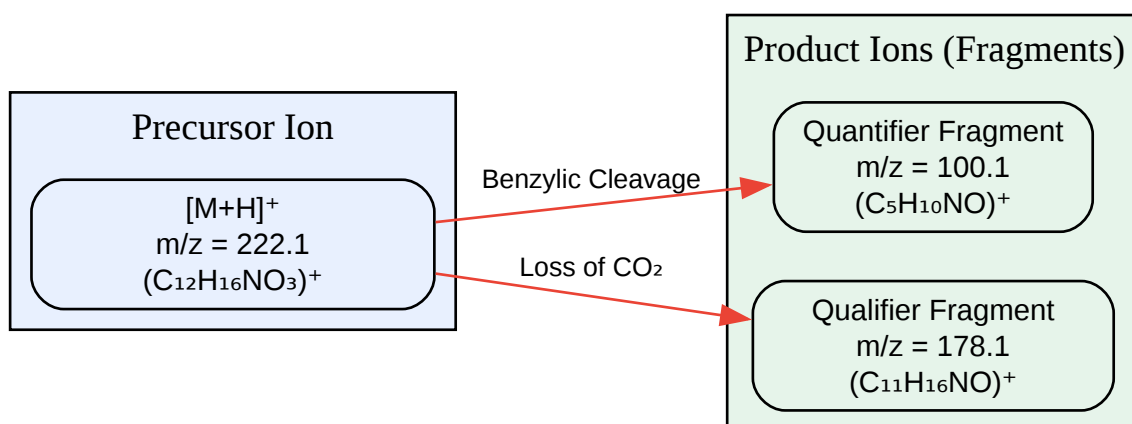 Precursor Ion
[M+H]⁺
m/z = 222.1
(C₁₂H₁₆NO₃)⁺
Benzylic Cleavage
Loss of CO₂
Product Ions (Fragments)
Quantifier Fragment
m/z = 100.1
(C₅H₁₀NO)⁺
Qualifier Fragment
m/z = 178.1
(C₁₁H₁₆NO)⁺